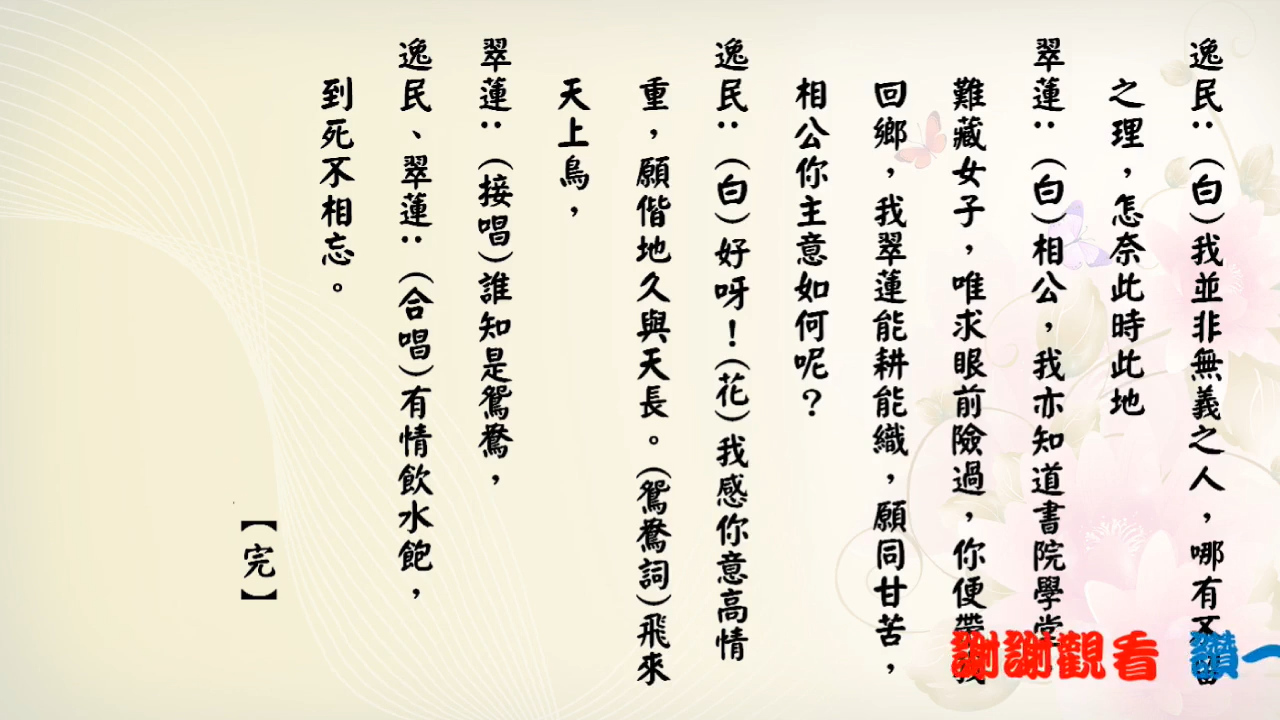 逸民：（白）我並非無義之人，哪有不
之理，怎奈此時此地
翠蓮：（白）相公，我亦知道書院學堂
難藏女子，唯求眼前險過，你便帶我
回鄉，我翠蓮能耕能織，願同甘苦，
相公你主意如何呢？
逸民：（白）好呀！（花）我感你意高情
重，願偕地久與天長。（鴛鴦詞）飛來
天上鳥，
翠蓮：（接唱）誰知是鴛鴦，
逸民、翠蓮：（合唱）有情飲水飽，
到死不相忘。
【完】
謝謝觀看 讚一